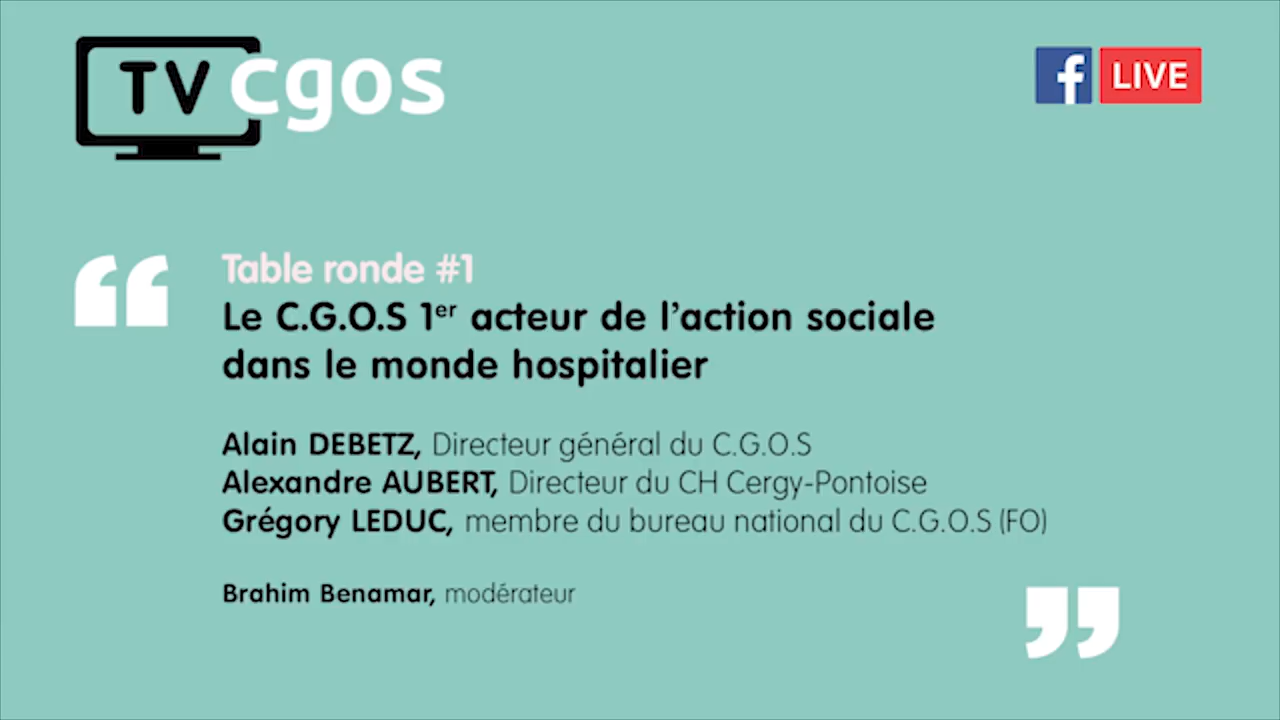 TV cgos
f LIVE
Table ronde #1
Le C.G.O.S 1er acteur de l’action sociale
dans le monde hospitalier
Alain DEBETZ, Directeur général du C.G.O.S
Alexandre AUBERT, Directeur du CH Cergy-Pontoise
Grégory LEDUC, membre du bureau national du C.G.O.S (FO)
Brahim Benamar, modérateur